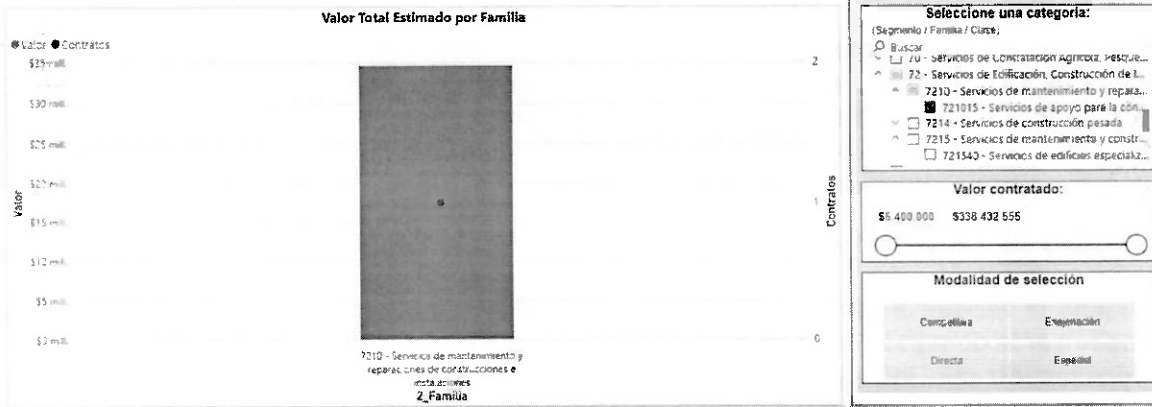 Valor Total Estimado por Familia
Valor Contratos
$35 mill.
$30 mill.
$25 mill.
$20 mill.
$15 mill.
$10 mill.
$5 mill.
$0 mill.
Valor
2
1
0
Contratos
7210 - Servicios de mantenimiento y
reparaciones de construcciones e
instalaciones
2_Familia
Seleccione una categoría:
(Segmento / Familia / Clase)
Buscar
70 - Servicios de Contratación Agrícola, Pesque...
72 - Servicios de Edificación, Construcción de I...
7210 - Servicios de mantenimiento y repara...
721015 - Servicios de apoyo para la con...
7214 - Servicios de construcción pesada
7215 - Servicios de mantenimiento y constr...
721540 - Servicios de edificios especializ...
Valor contratado:
$5 400 000 $338 432 555
Modalidad de selección
Competitiva
Directa
Especial